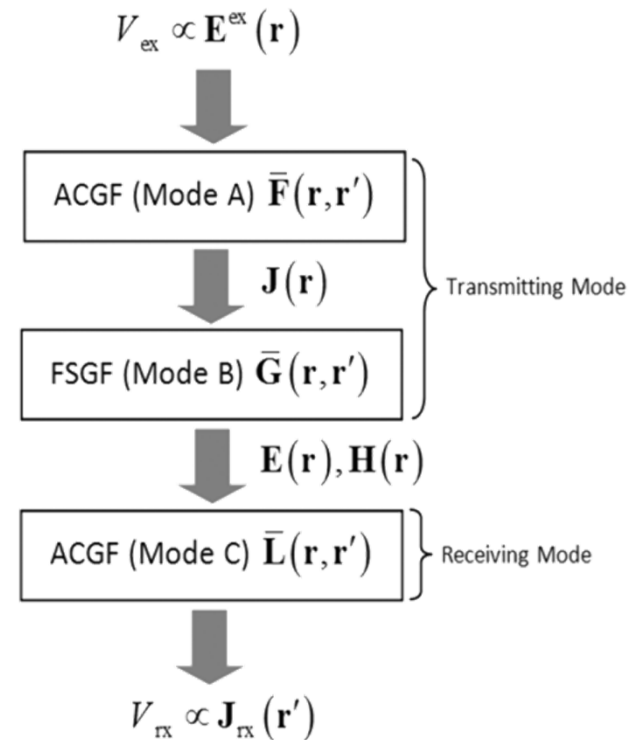 V_ex ∝ E^ex(r)
ACGF (Mode A) F̄(r,r′)
J(r)
Transmitting Mode
FSGF (Mode B) Ḡ(r,r′)
E(r),H(r)
ACGF (Mode C) L̄(r,r′)
Receiving Mode
V_rx ∝ J_rx(r′)